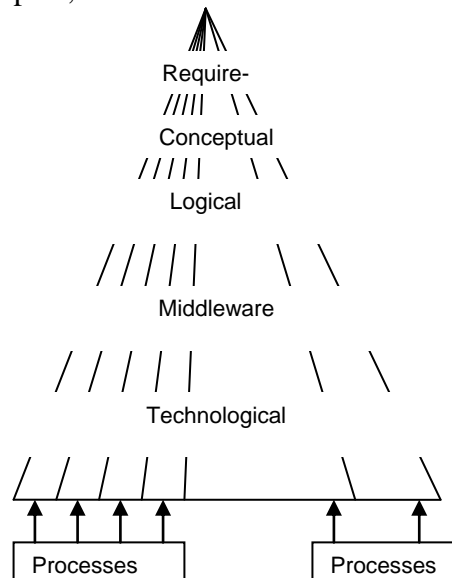 Require-
Conceptual
Logical
Middleware
Technological
Processes Processes